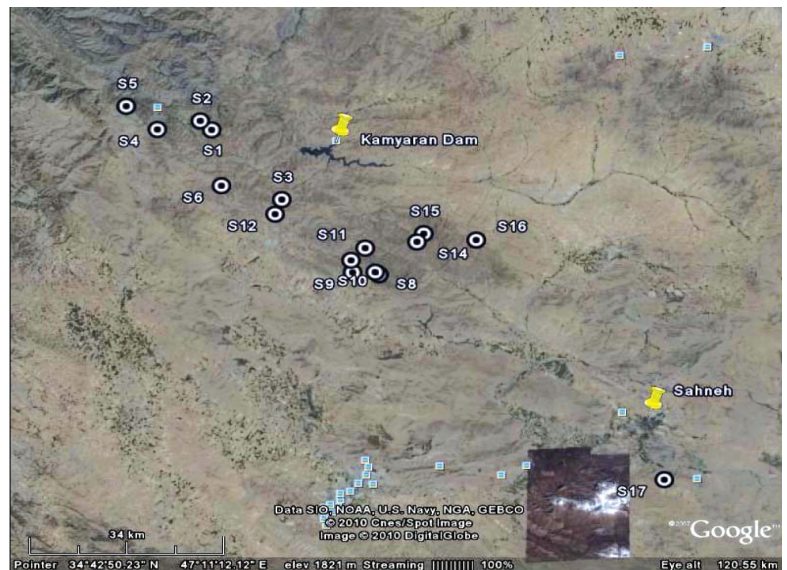 S5
S2
S4
S1
Kamyaran Dam
S6
S3
S12
S15
S11
S16
S14
S9
S10
S8
Sahneh
S17
Data SIO, NOAA, U.S. Navy, NGA, GEBCO
© 2010 Cnes/Spot Image
Image © 2010 DigitalGlobe
©2007 Google™
34 km
Pointer 34°42'50.23" N 47°11'12.12" E elev 1821 m Streaming |||||||||| 100% Eye alt 120.55 km